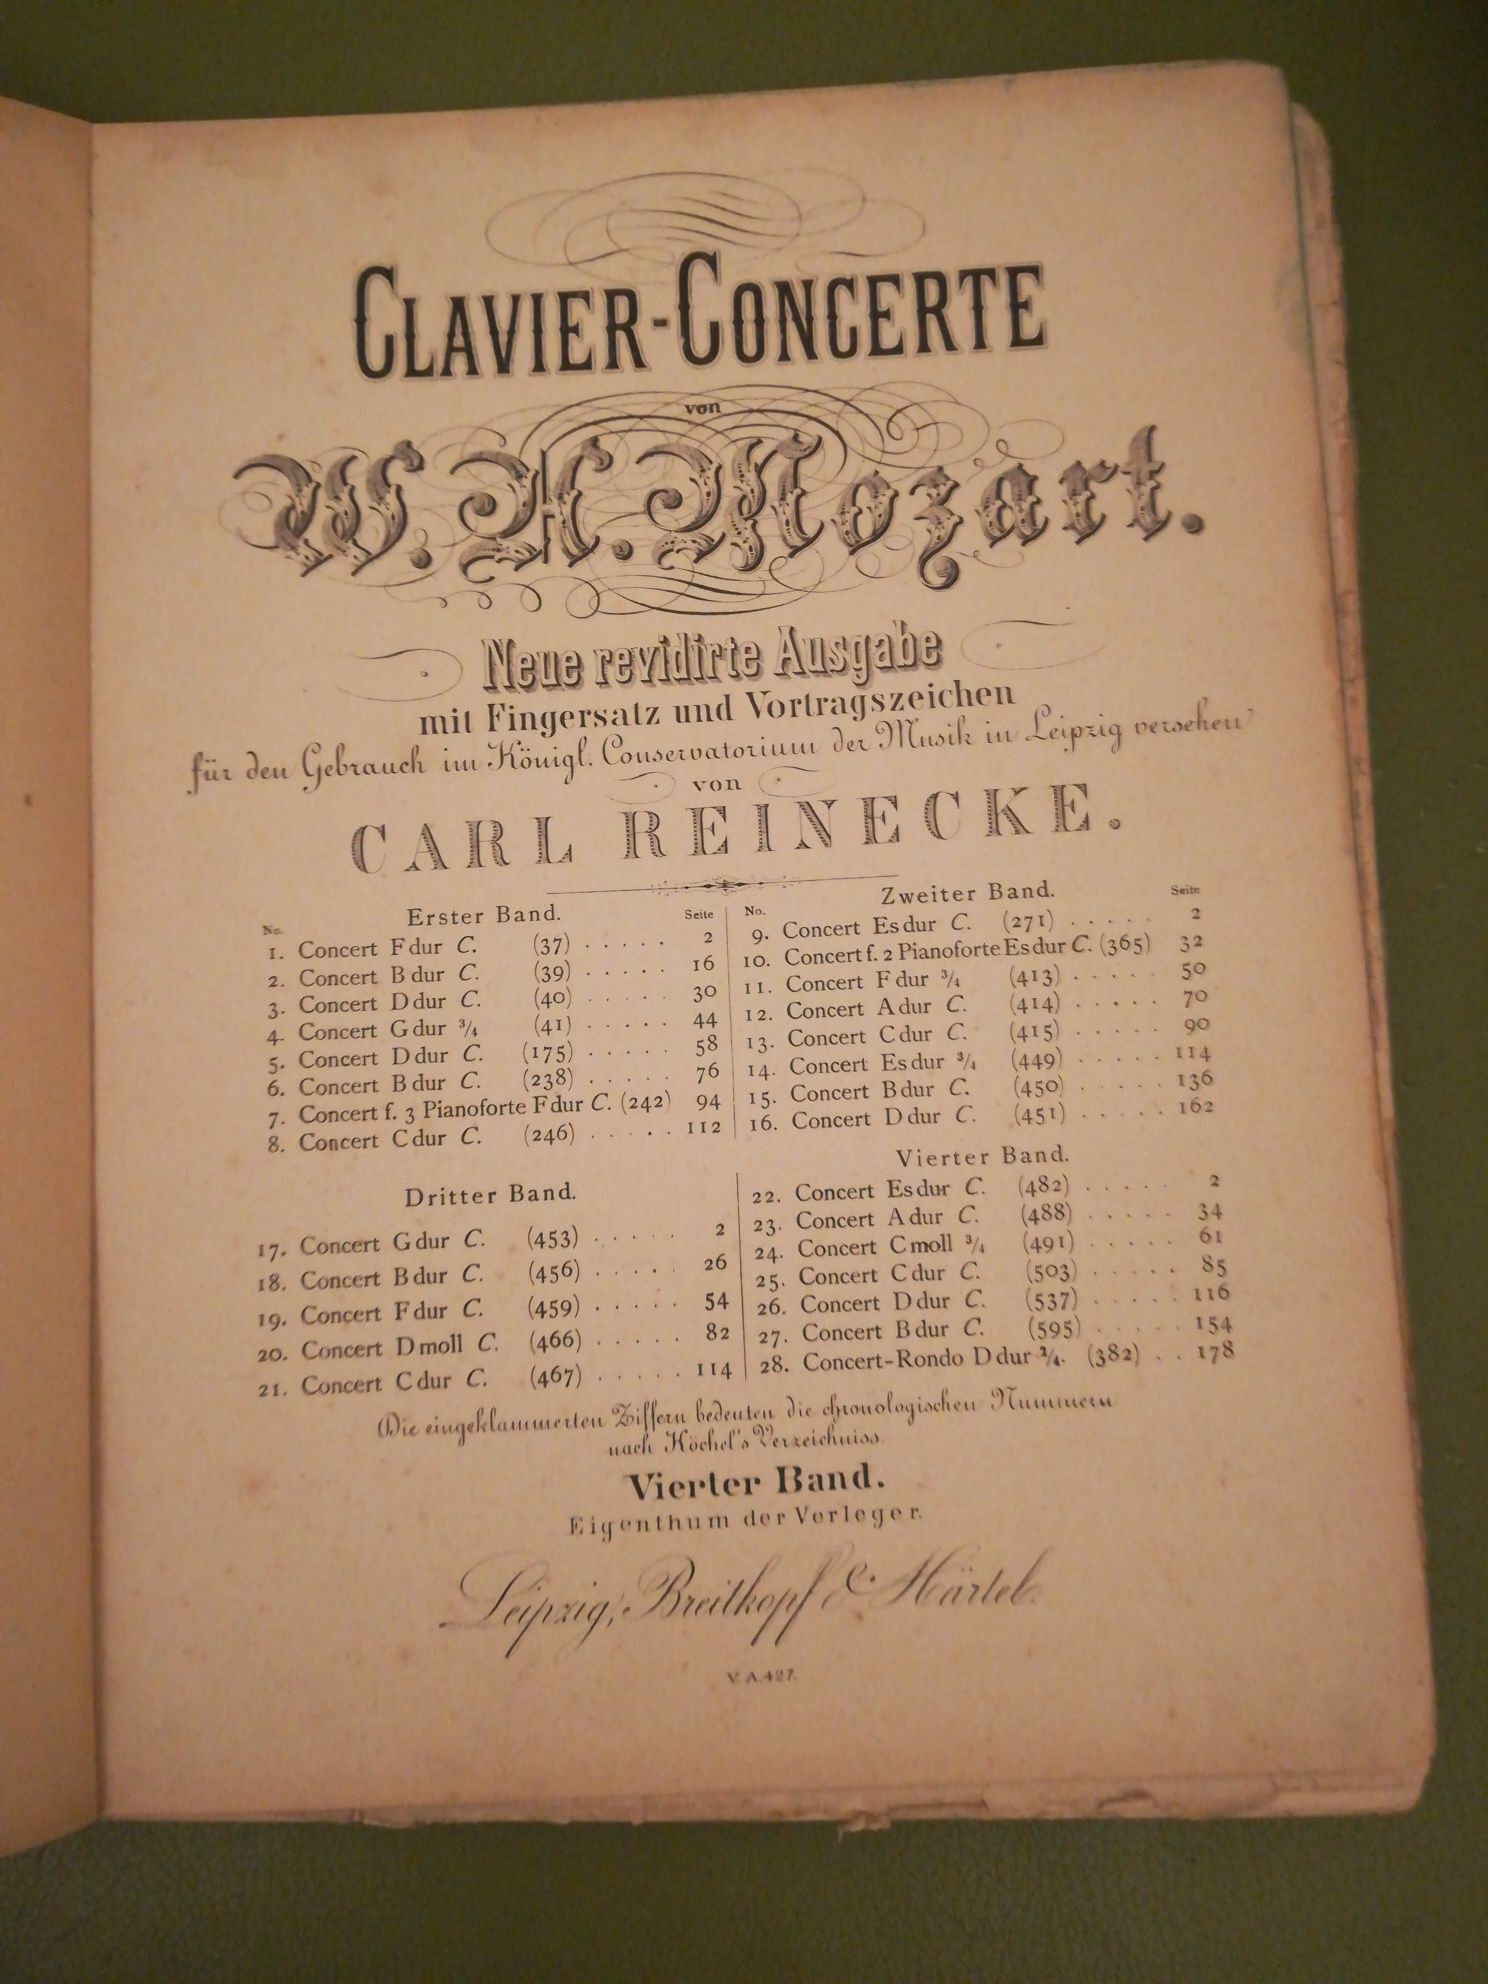 CLAVIER-CONCERTE
von
W. A. Mozart.
Neue revidirte Ausgabe
mit Fingersatz und Vortragszeichen
für den Gebrauch im Königl. Conservatorium der Musik in Leipzig versehen
von
CARL REINECKE.
Erster Band.
No. Seite
1. Concert F dur C. (37) . . . . . 2
2. Concert B dur C. (39) . . . . . 16
3. Concert D dur C. (40) . . . . . 30
4. Concert G dur 3/4 (41) . . . . . 44
5. Concert D dur C. (175) . . . . . 58
6. Concert B dur C. (238) . . . . . 76
7. Concert f. 3 Pianoforte F dur C. (242) 94
8. Concert C dur C. (246) . . . . . 112
Zweiter Band.
No. Seite
9. Concert Es dur C. (271) . . . . . 2
10. Concert f. 2 Pianoforte Es dur C. (365) 32
11. Concert F dur 3/4 (413) . . . . . 50
12. Concert A dur C. (414) . . . . . 70
13. Concert C dur C. (415) . . . . . 90
14. Concert Es dur 3/4 (449) . . . . . 114
15. Concert B dur C. (450) . . . . . 136
16. Concert D dur C. (451) . . . . . 162
Dritter Band.
17. Concert G dur C. (453) . . . . . 2
18. Concert B dur C. (456) . . . . . 26
19. Concert F dur C. (459) . . . . . 54
20. Concert D moll C. (466) . . . . . 82
21. Concert C dur C. (467) . . . . . 114
Vierter Band.
22. Concert Es dur C. (482) . . . . . 2
23. Concert A dur C. (488) . . . . . 34
24. Concert C moll 3/4 (491) . . . . . 61
25. Concert C dur C. (503) . . . . . 85
26. Concert D dur C. (537) . . . . . 116
27. Concert B dur C. (595) . . . . . 154
28. Concert-Rondo D dur 2/4. (382) . . 178
Die eingeklammerten Ziffern bedeuten die chronologischen Nummern
nach Köchel's Verzeichniss.
Vierter Band.
Eigenthum der Verleger.
Leipzig, Breitkopf & Härtel.
V. A. 427.